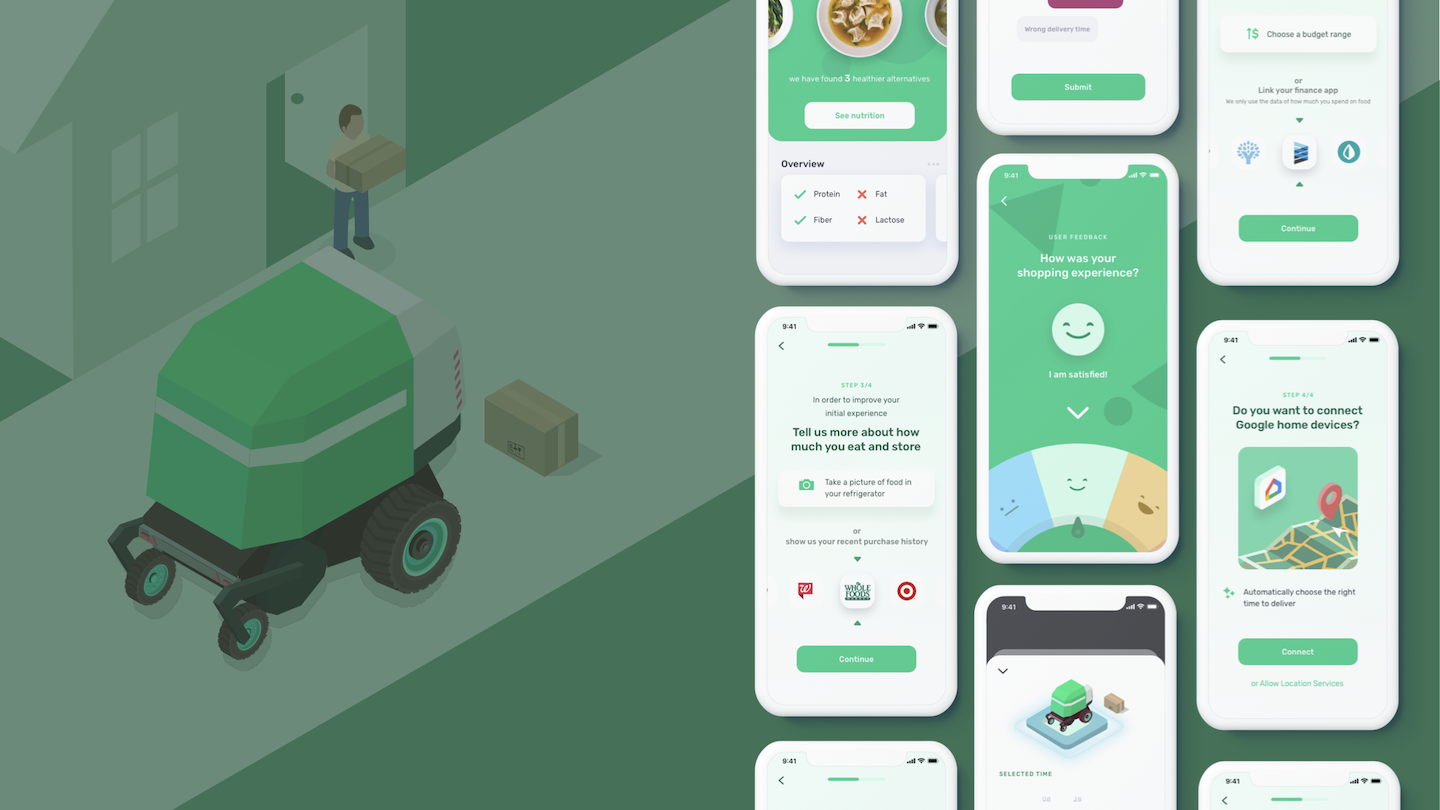 we have found 3 healthier alternatives
See nutrition
Overview
Protein
Fat
Fiber
Lactose
9:41
STEP 3/4
In order to improve your
initial experience
Tell us more about how
much you eat and store
Take a picture of food in
your refrigerator
or
show us your recent purchase history
WHOLE
FOODS
MARKET
Continue
9:41
Wrong delivery time
Submit
9:41
USER FEEDBACK
How was your
shopping experience?
I am satisfied!
9:41
SELECTED TIME
Choose a budget range
or
Link your finance app
We only use the data of how much you spend on food
Continue
9:41
STEP 4/4
Do you want to connect
Google home devices?
Automatically choose the right
time to deliver
Connect
or Allow Location Services
9:41